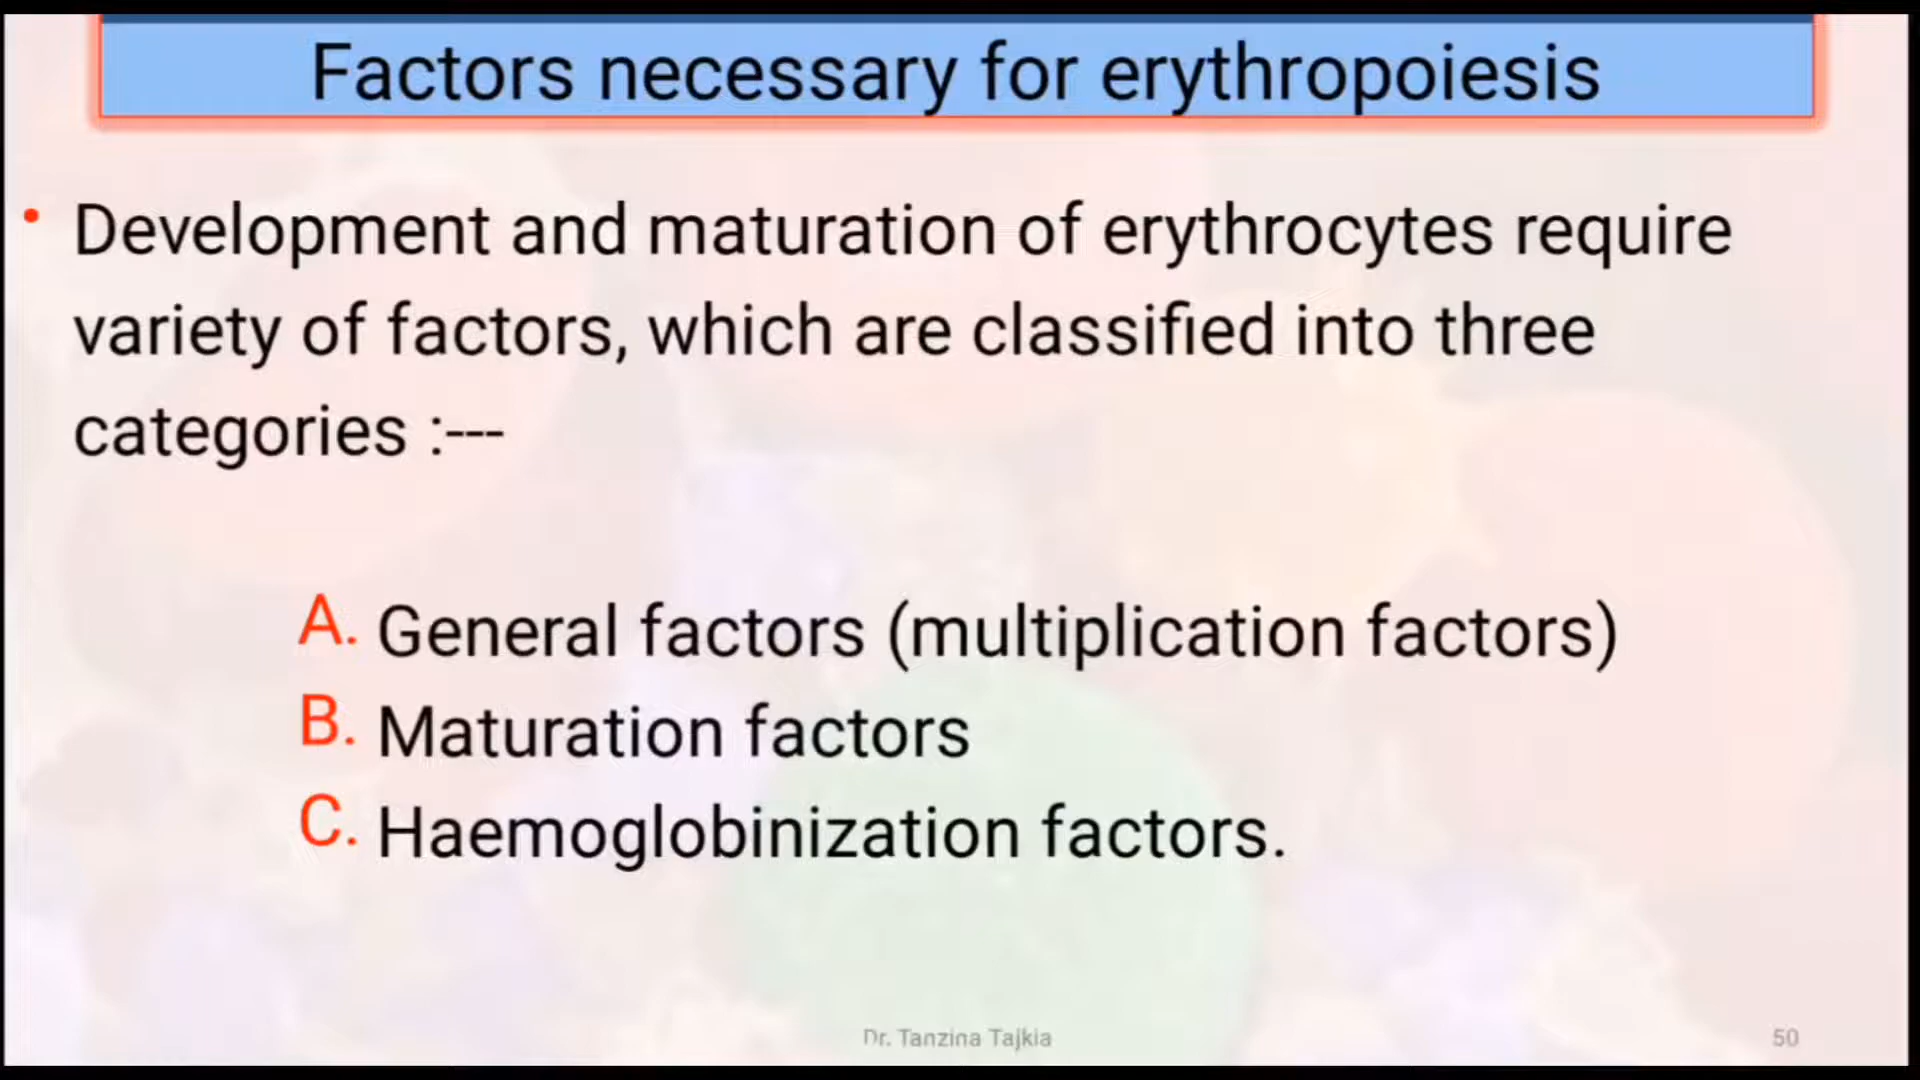 Factors necessary for erythropoiesis
• Development and maturation of erythrocytes require
variety of factors, which are classified into three
categories :---
A. General factors (multiplication factors)
B. Maturation factors
C. Haemoglobinization factors.
Dr. Tanzina Tajkia
50